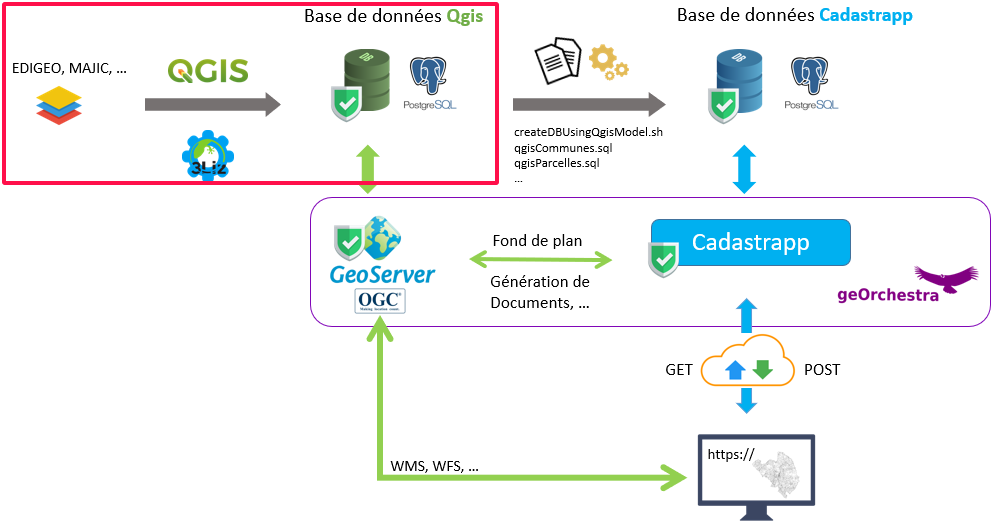 Base de données Qgis
Base de données Cadastrapp
EDIGEO, MAJIC, ...
QGIS
DB
PostgreSQL
DB
PostgreSQL
3Liz
createDBUsingQgisModel.sh
qgisCommunes.sql
qgisParcelles.sql
...
GeoServer
OGC®
Fond de plan
Génération de
Documents, ...
Cadastrapp
geOrchestra
GET
POST
WMS, WFS, ...
https://